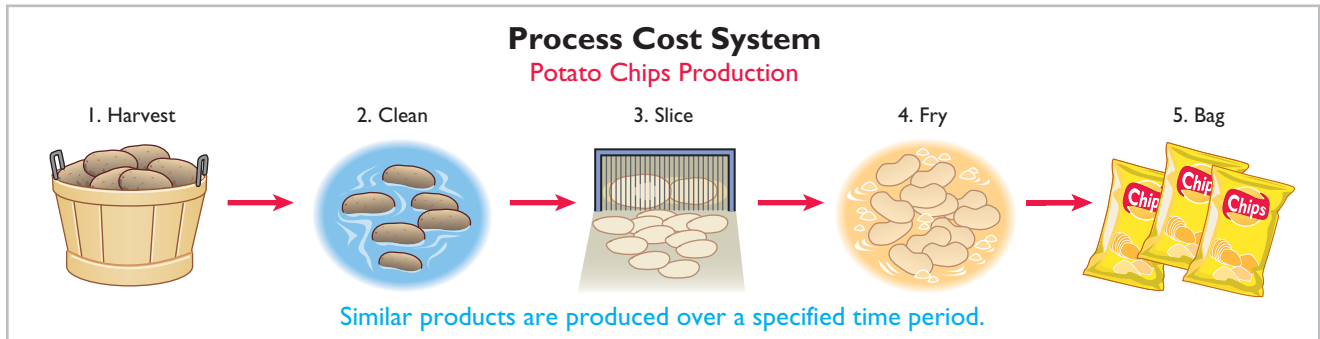 Process Cost System
Potato Chips Production
1. Harvest
2. Clean
3. Slice
4. Fry
5. Bag
Chips
Chips
Similar products are produced over a specified time period.